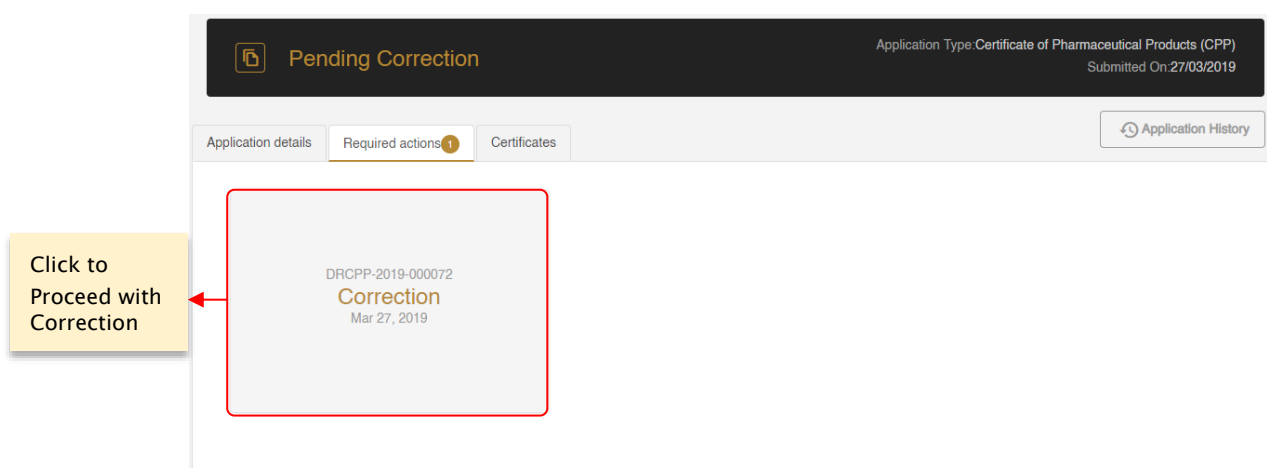 Pending Correction
Application Type:Certificate of Pharmaceutical Products (CPP)
Submitted On:27/03/2019
Application details
Required actions 1
Certificates
Application History
Click to
Proceed with
Correction
DRCPP-2019-000072
Correction
Mar 27, 2019